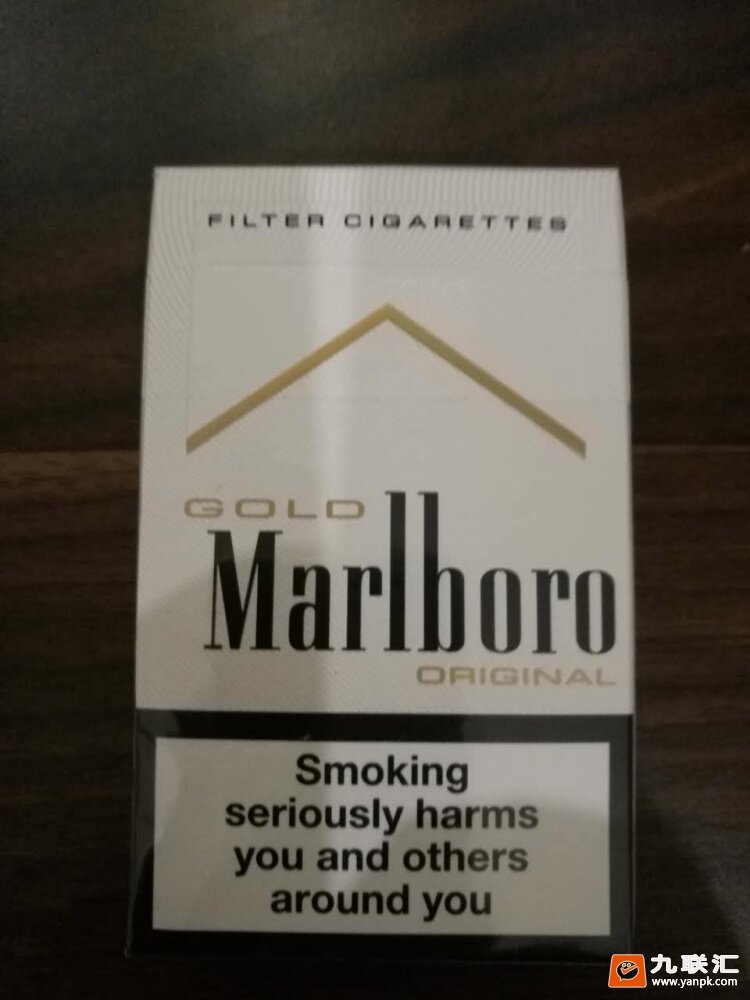 FILTER CIGARETTES
GOLD
Marlboro
ORIGINAL
Smoking
seriously harms
you and others
around you
九联汇
www.yanpk.com